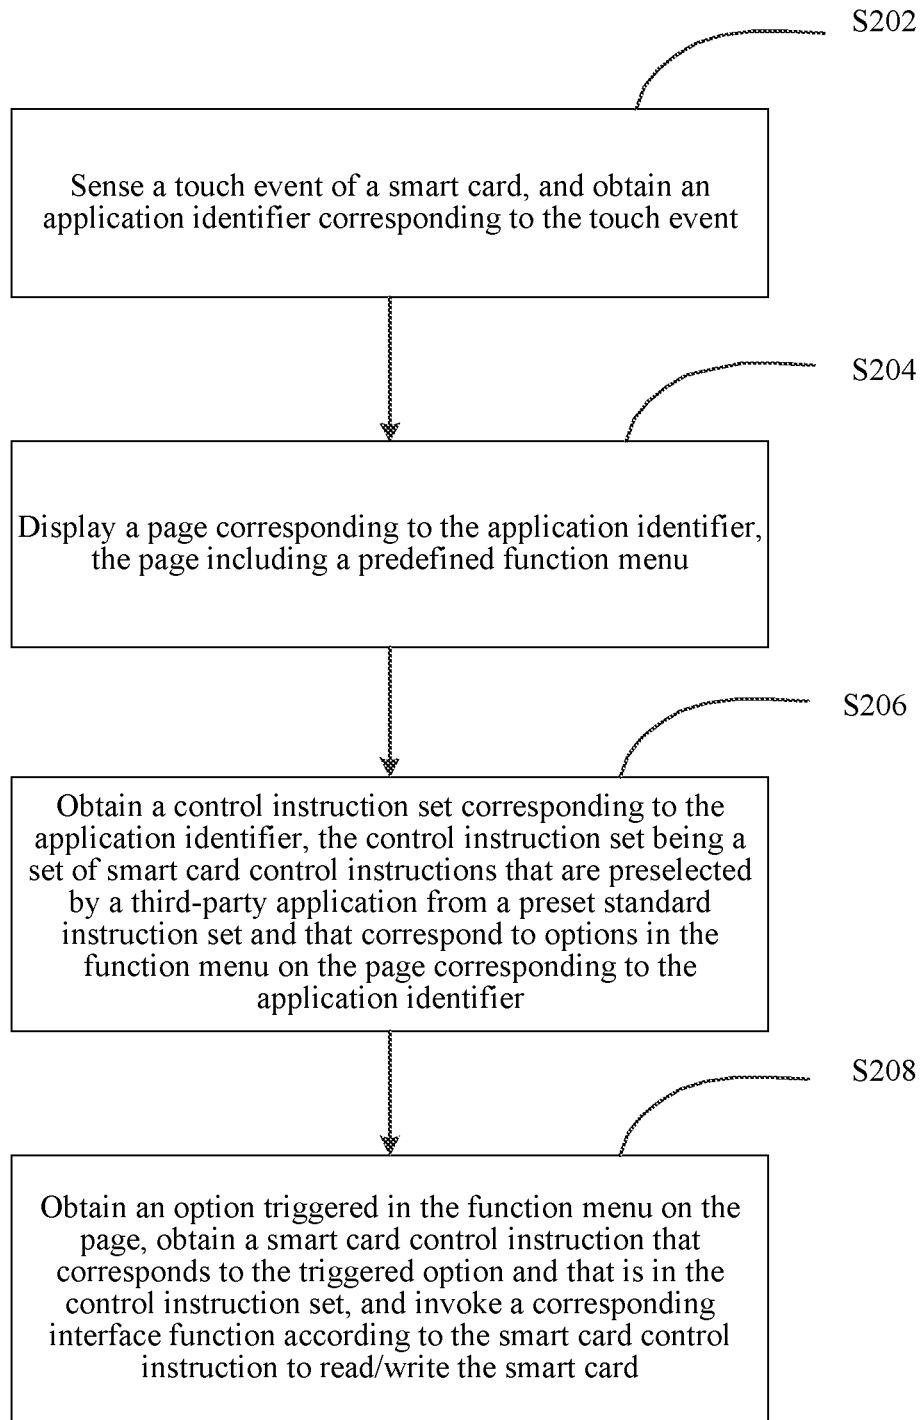 S202
Sense a touch event of a smart card, and obtain an
application identifier corresponding to the touch event
S204
Display a page corresponding to the application identifier,
the page including a predefined function menu
S206
Obtain a control instruction set corresponding to the
application identifier, the control instruction set being a
set of smart card control instructions that are preselected
by a third-party application from a preset standard
instruction set and that correspond to options in the
function menu on the page corresponding to the
application identifier
S208
Obtain an option triggered in the function menu on the
page, obtain a smart card control instruction that
corresponds to the triggered option and that is in the
control instruction set, and invoke a corresponding
interface function according to the smart card control
instruction to read/write the smart card